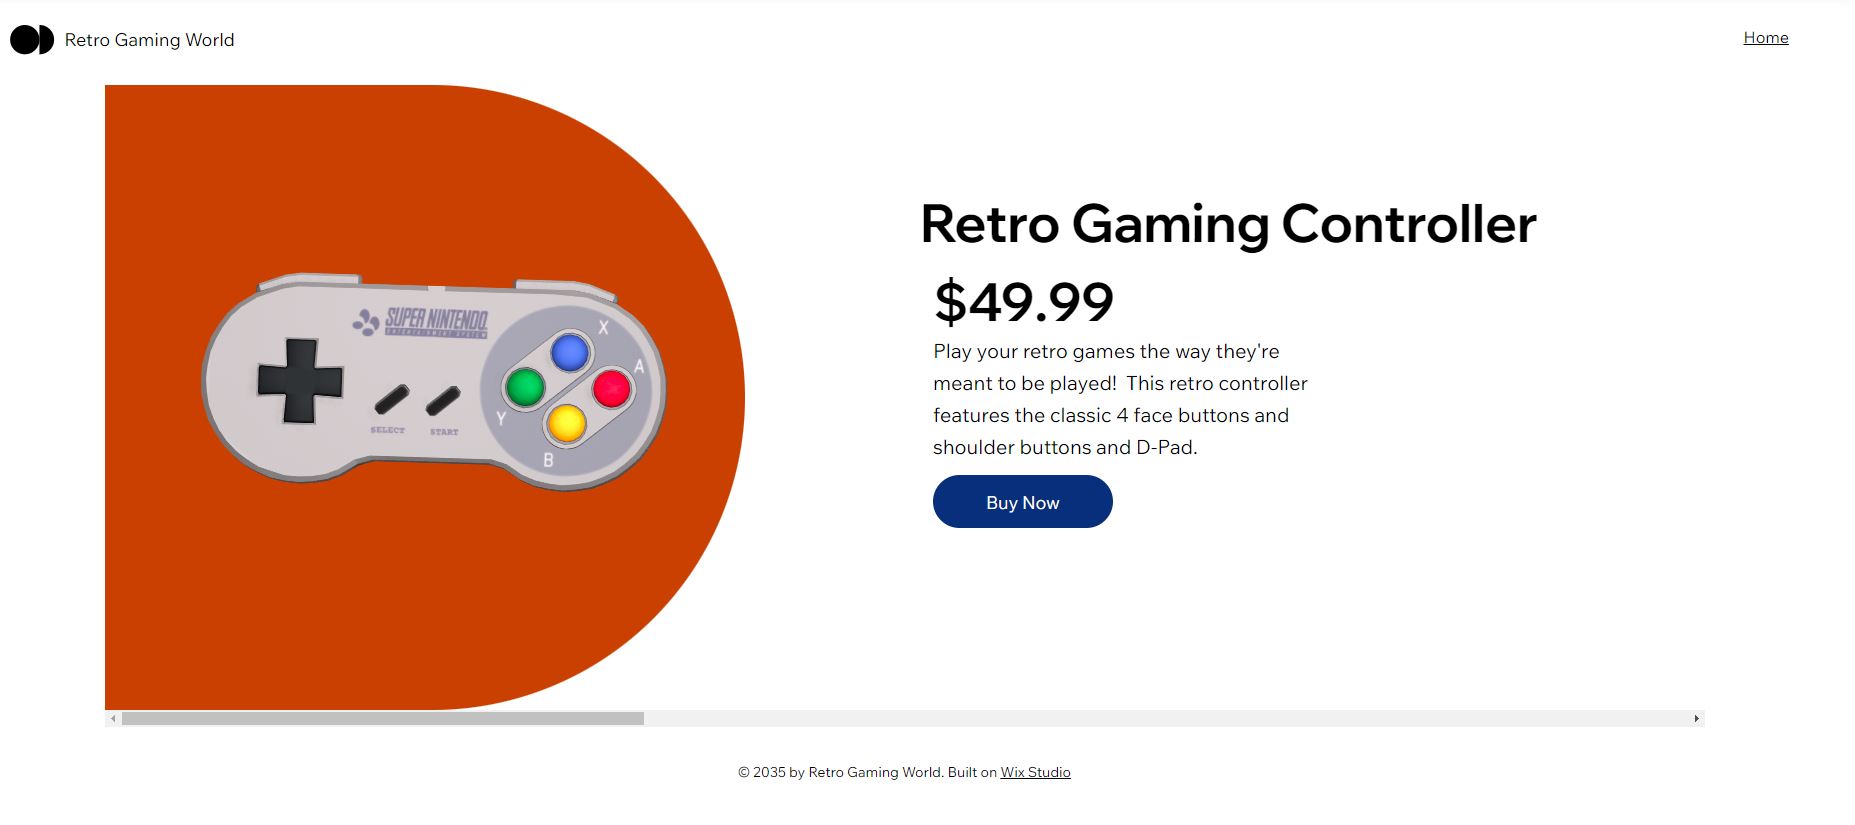 Retro Gaming World
Home
SUPER NINTENDO
X
A
Y
B
SELECT
START
Retro Gaming Controller
$49.99
Play your retro games the way they're
meant to be played!  This retro controller
features the classic 4 face buttons and
shoulder buttons and D-Pad.
Buy Now
© 2035 by Retro Gaming World. Built on Wix Studio